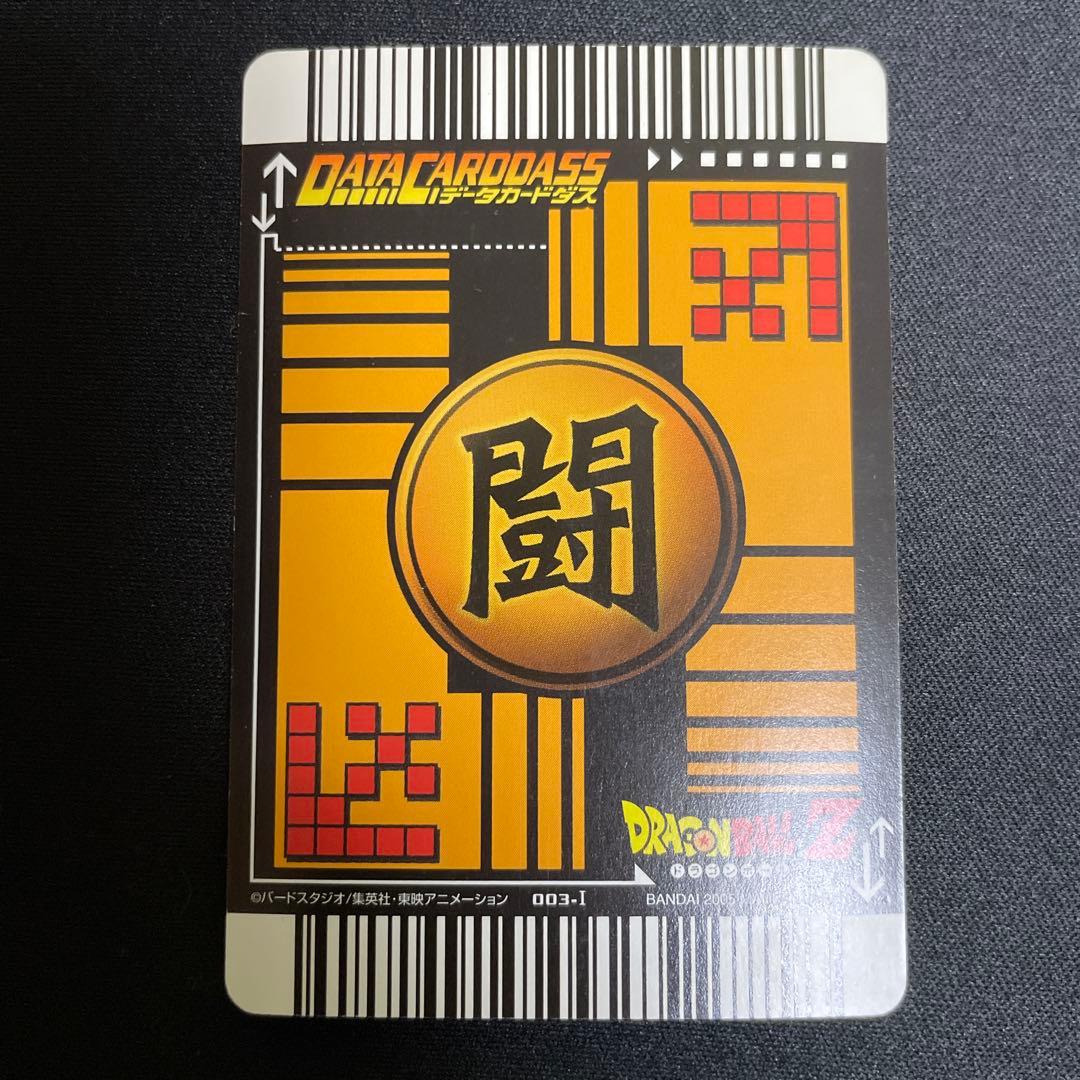 DATA CARDDASS
データカードダス
闘
DRAGON BALL Z
ドラゴンボー
©バードスタジオ/集英社・東映アニメーション 003-I BANDAI 2005